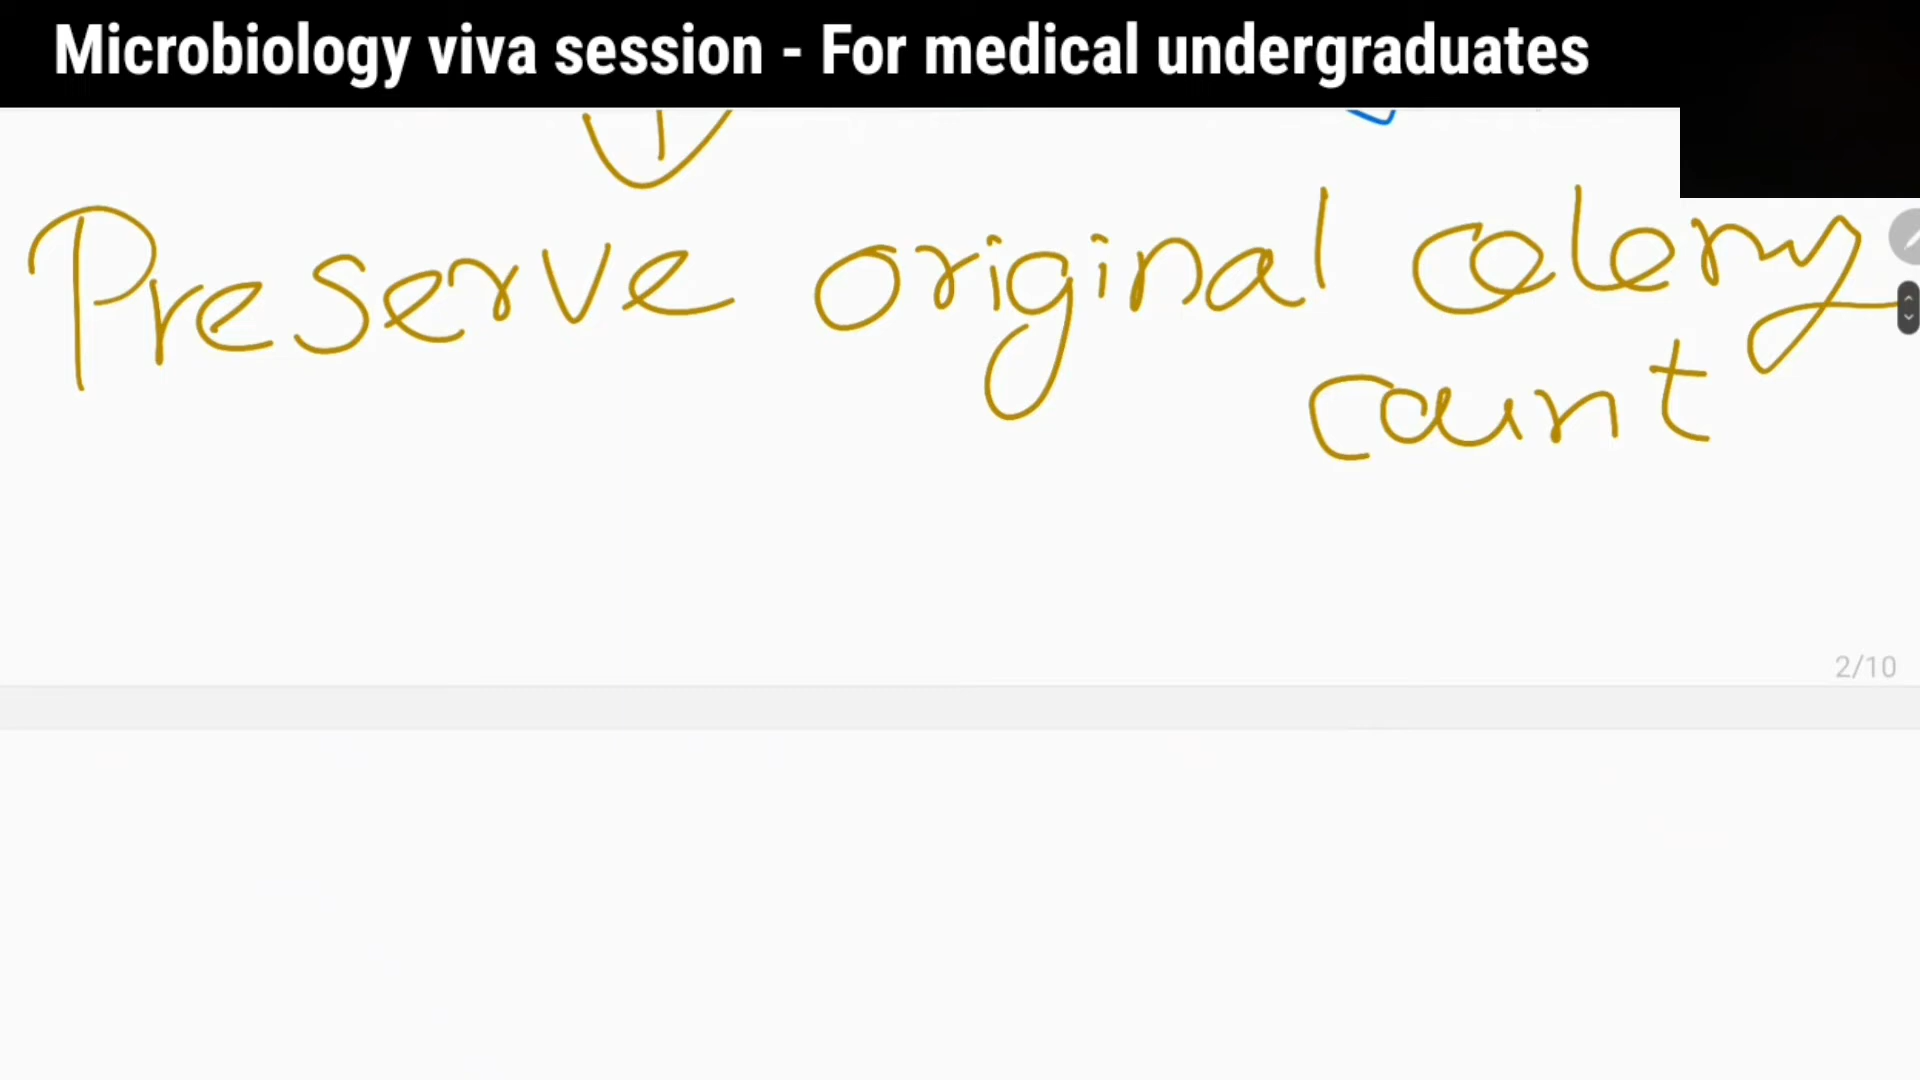 Microbiology viva session - For medical undergraduates
Preserve original colony
count
2/10